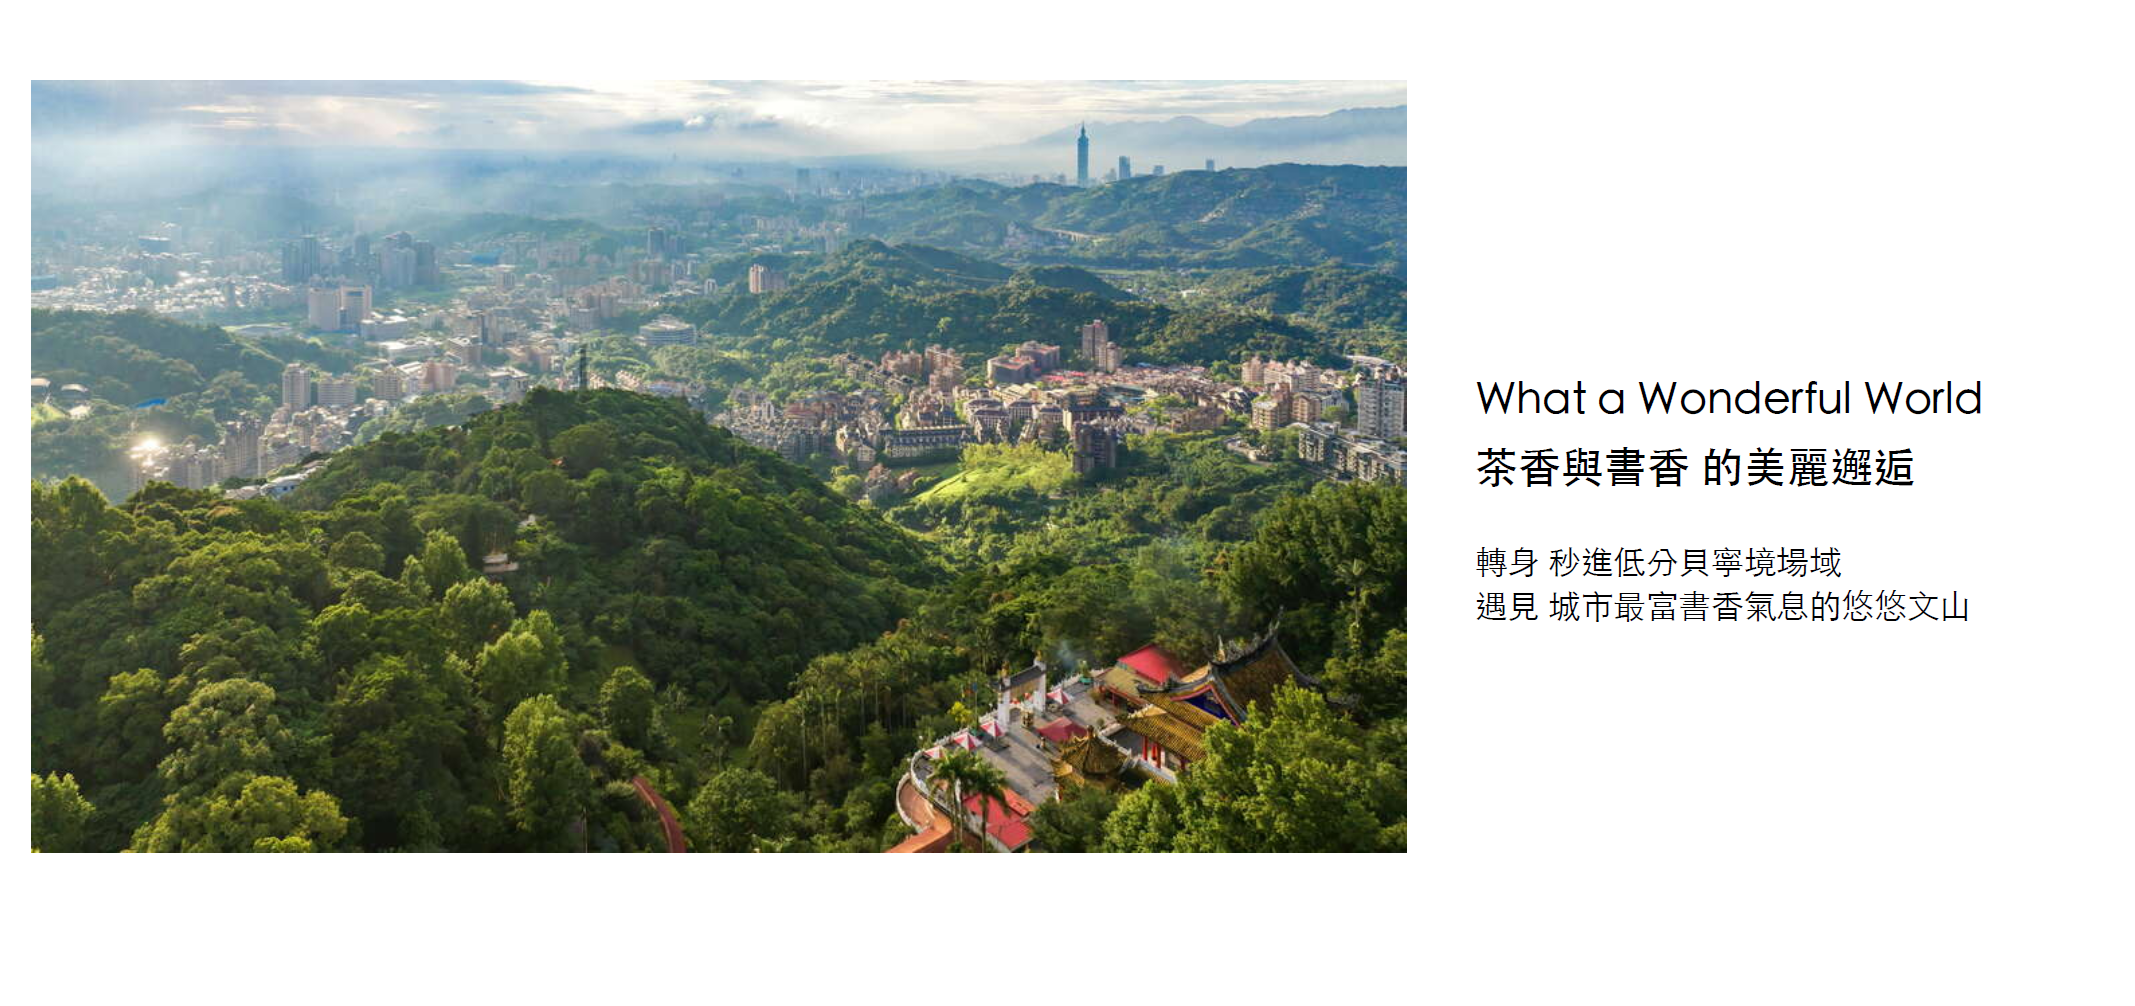 What a Wonderful World
茶香與書香 的美麗邂逅
轉身 秒進低分貝寧境場域
遇見 城市最富書香氣息的悠悠文山